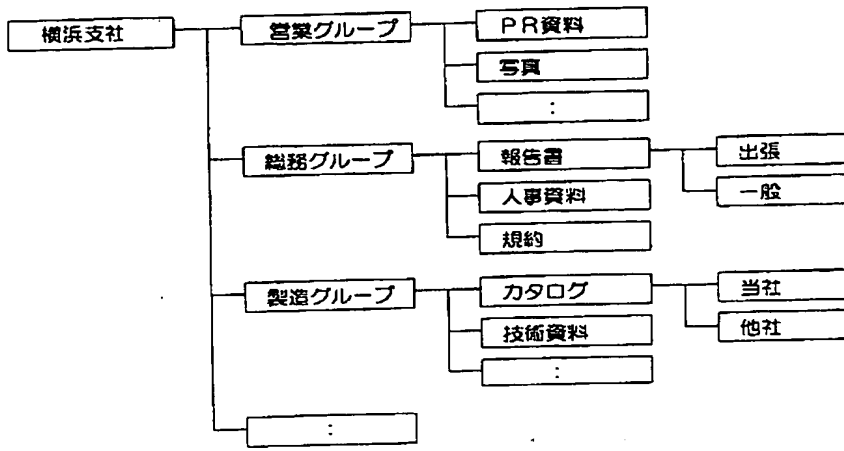 横浜支社
営業グループ
PR資料
写真
:
総務グループ
報告書
出張
一般
人事資料
規約
製造グループ
カタログ
当社
他社
技術資料
:
: